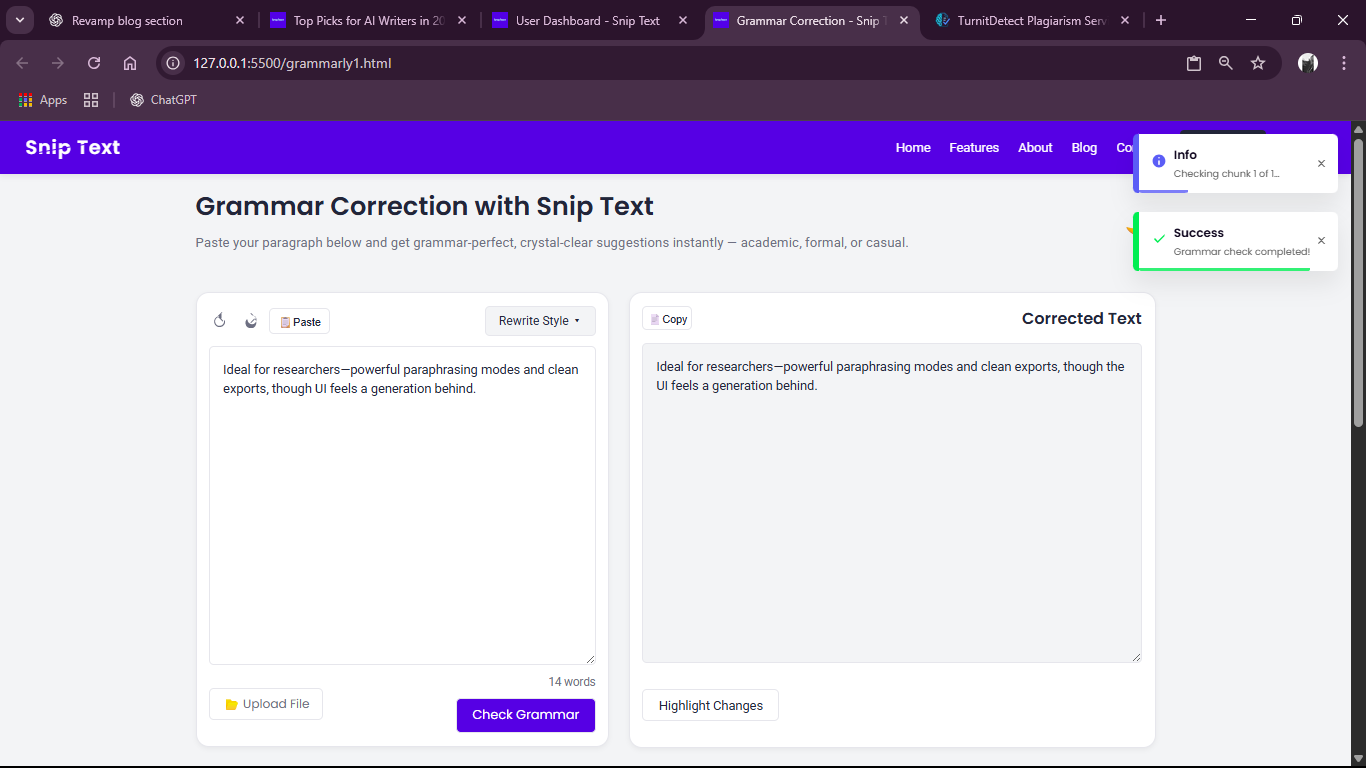 Revamp blog section
Top Picks for AI Writers in 20
User Dashboard - Snip Text
Grammar Correction - Snip T
TurnitDetect Plagiarism Serv
127.0.0.1:5500/grammarly1.html
Apps
ChatGPT
Snip Text
Home
Features
About
Blog
Co
Info
Checking chunk 1 of 1...
Success
Grammar check completed!
Grammar Correction with Snip Text
Paste your paragraph below and get grammar-perfect, crystal-clear suggestions instantly — academic, formal, or casual.
Paste
Rewrite Style
Ideal for researchers—powerful paraphrasing modes and clean
exports, though UI feels a generation behind.
14 words
Upload File
Check Grammar
Copy
Corrected Text
Ideal for researchers—powerful paraphrasing modes and clean exports, though the
UI feels a generation behind.
Highlight Changes